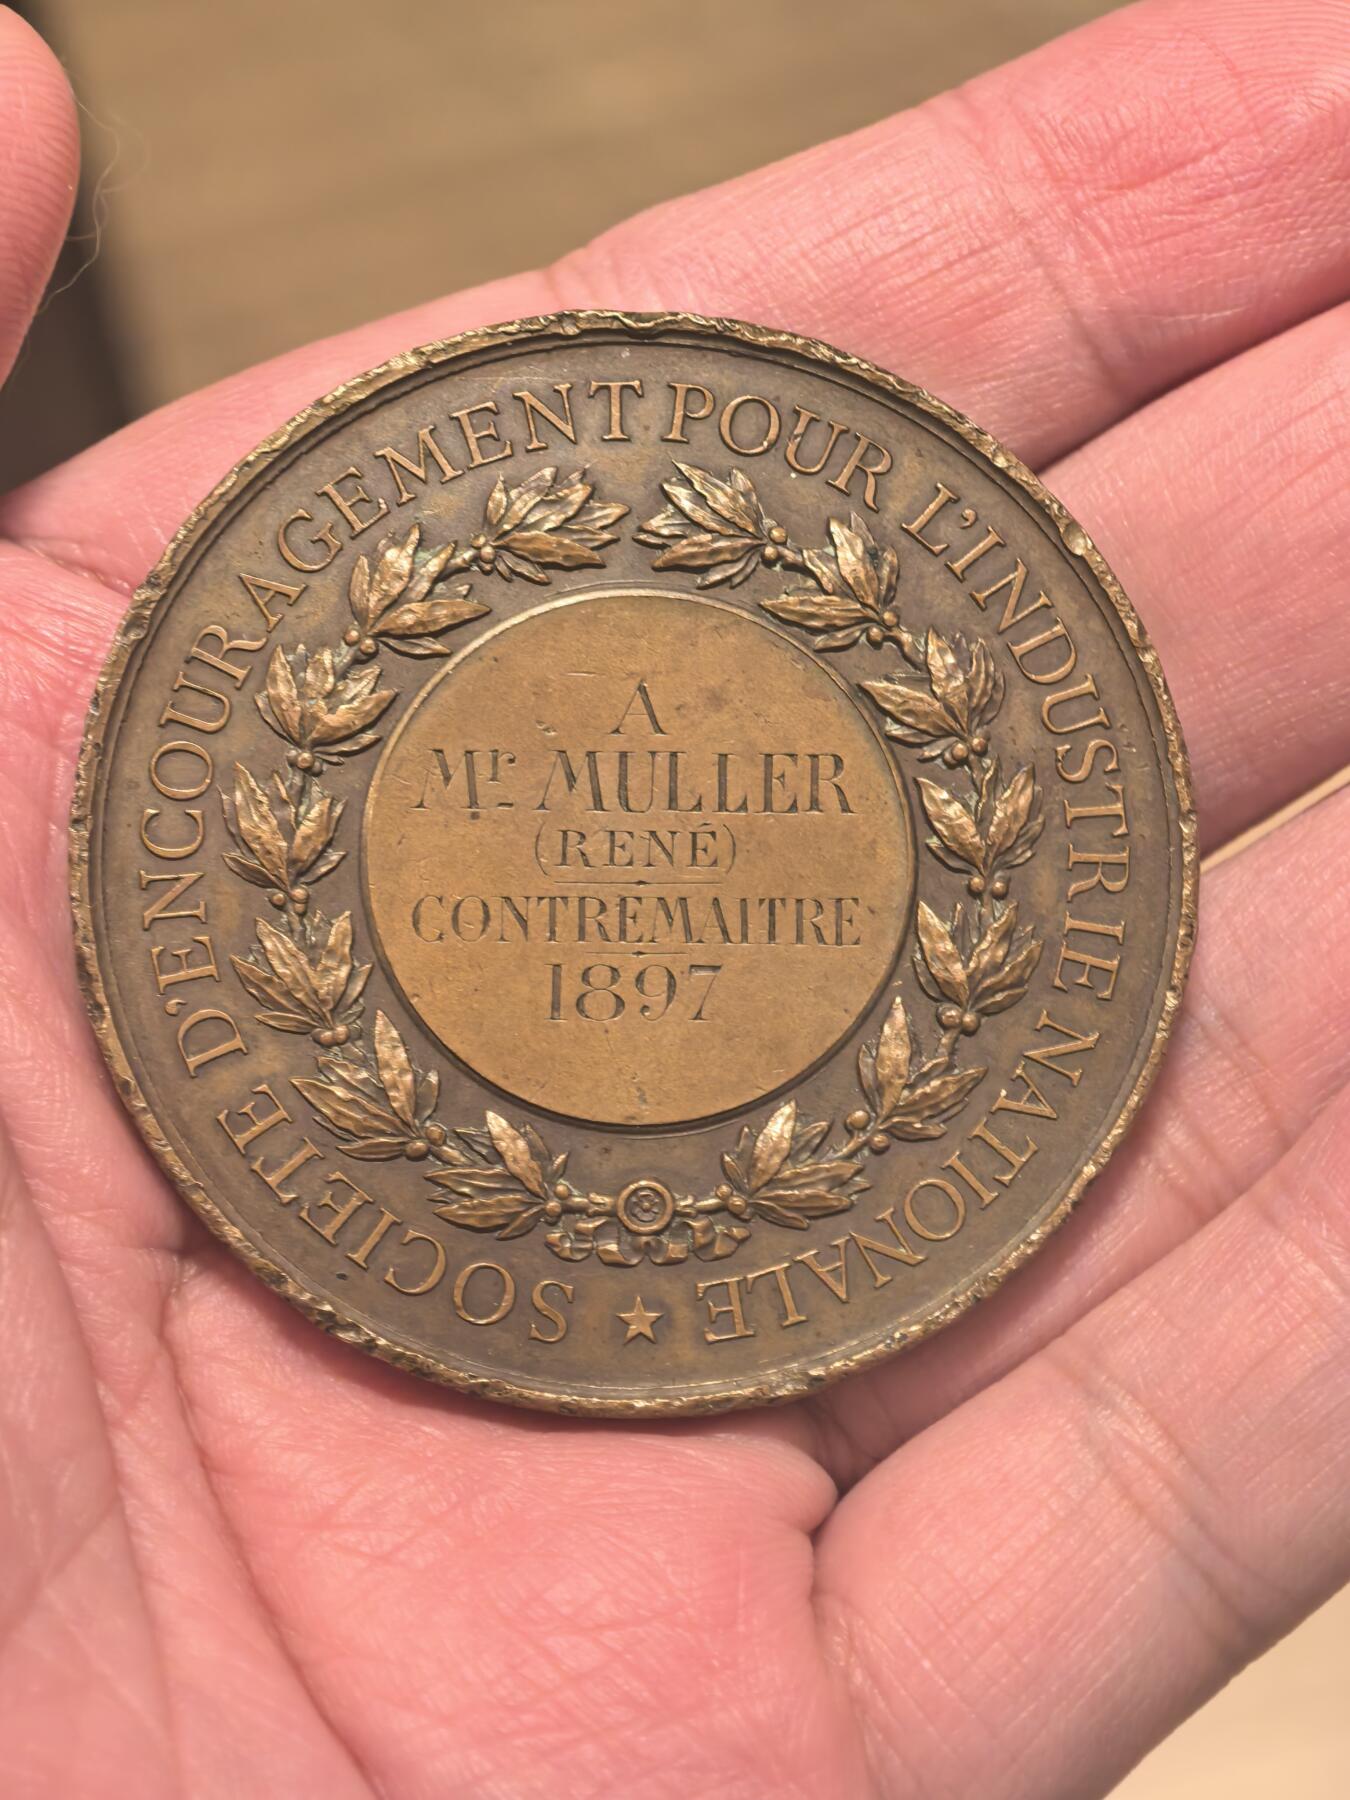 SOCIETE D'ENCOURAGEMENT POUR L'INDUSTRIE NATIONALE
A
Mr MULLER
(RENÉ)
CONTREMAITRE
1897